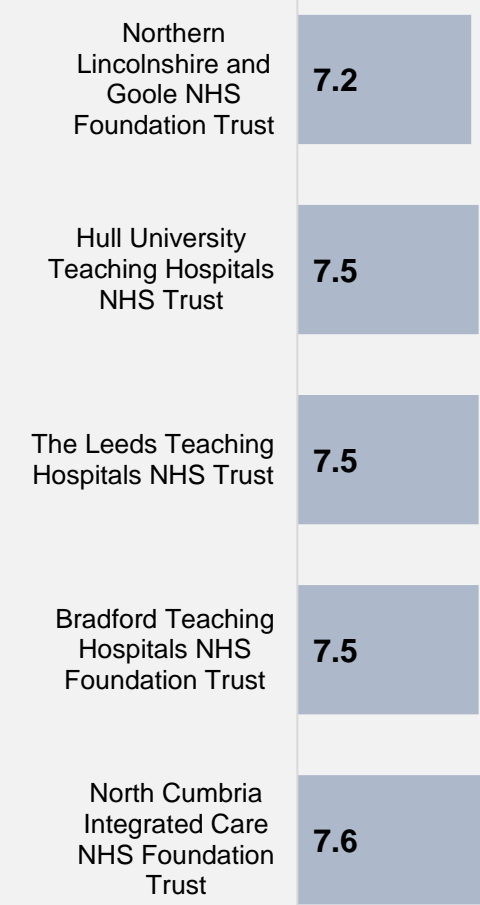 Northern
Lincolnshire and
Goole NHS
Foundation Trust
7.2
Hull University
Teaching Hospitals
NHS Trust
7.5
The Leeds Teaching
Hospitals NHS Trust
7.5
Bradford Teaching
Hospitals NHS
Foundation Trust
7.5
North Cumbria
Integrated Care
NHS Foundation
Trust
7.6